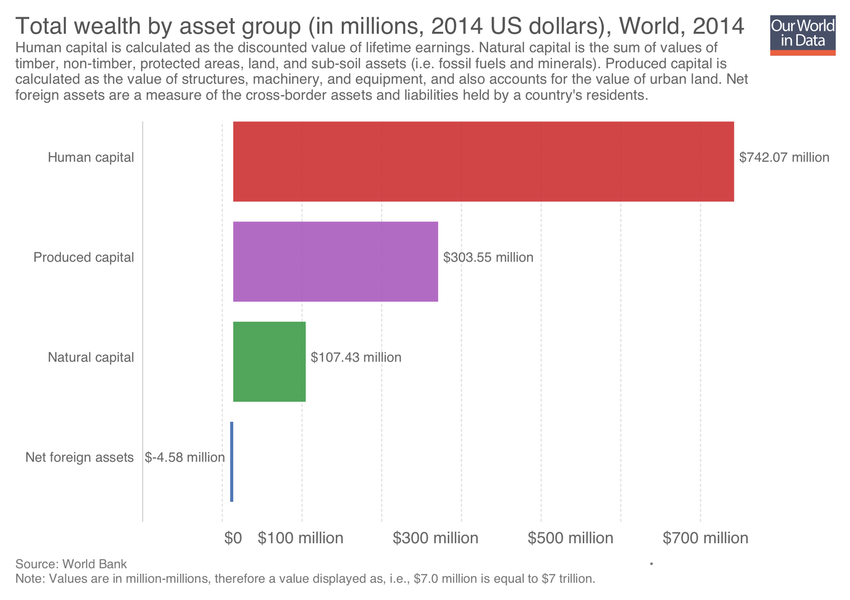 Total wealth by asset group (in millions, 2014 US dollars), World, 2014
Our World
in Data
Human capital is calculated as the discounted value of lifetime earnings. Natural capital is the sum of values of
timber, non-timber, protected areas, land, and sub-soil assets (i.e. fossil fuels and minerals). Produced capital is
calculated as the value of structures, machinery, and equipment, and also accounts for the value of urban land. Net
foreign assets are a measure of the cross-border assets and liabilities held by a country's residents.
Human capital $742.07 million
Produced capital $303.55 million
Natural capital $107.43 million
Net foreign assets $-4.58 million
$0 $100 million $300 million $500 million $700 million
Source: World Bank
Note: Values are in million-millions, therefore a value displayed as, i.e., $7.0 million is equal to $7 trillion.